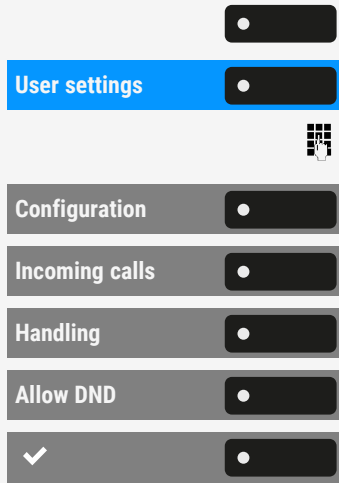 User settings
Configuration
Incoming calls
Handling
Allow DND